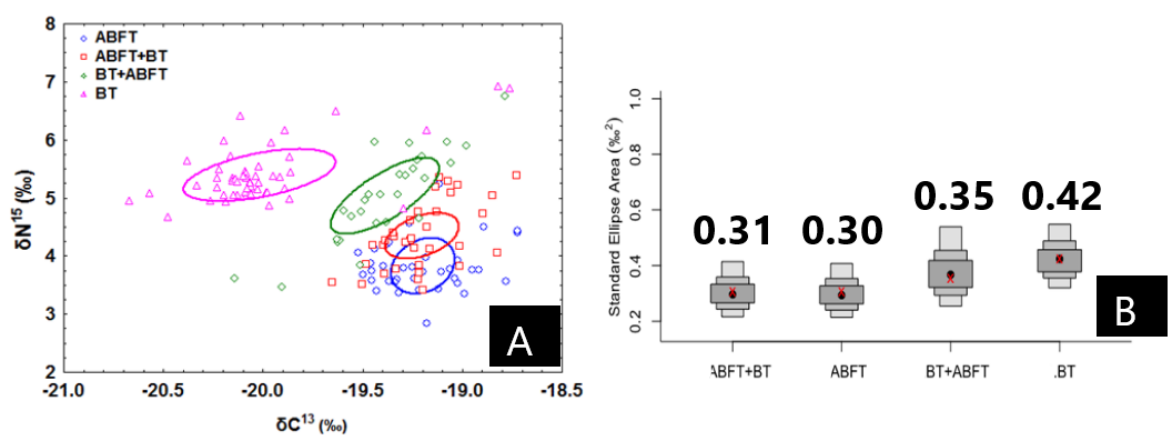 8
7
6
5
4
3
2
δN¹⁵ (‰)
ABFT
ABFT+BT
BT+ABFT
BT
A
-21.0 -20.5 -20.0 -19.5 -19.0 -18.5
δC¹³ (‰)
Standard Ellipse Area (‰²)
1.0
0.8
0.6
0.4
0.2
0.31 0.30 0.35 0.42
B
ABFT+BT ABFT BT+ABFT .BT